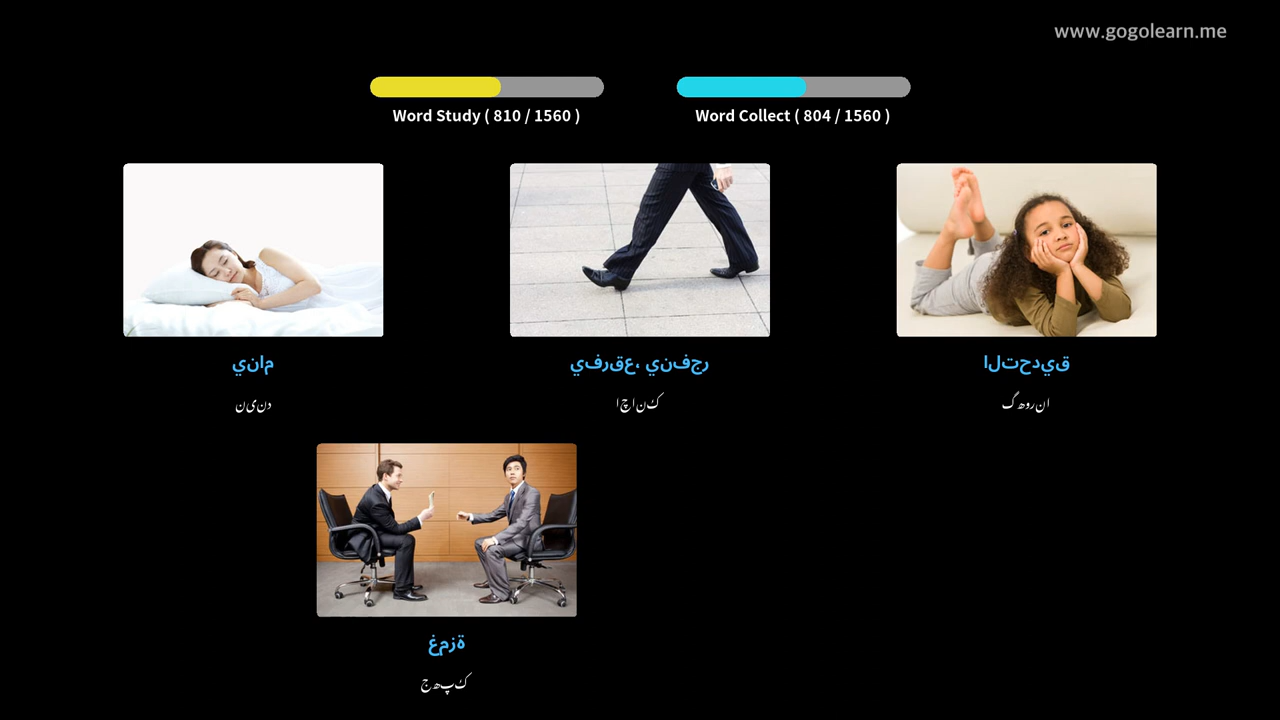 www.gogolearn.me
Word Study ( 810 / 1560 )
Word Collect ( 804 / 1560 )
ينام
نیند
يفرقع، ينفجر
اچانک
التحديق
گھورنا
غمزة
جھپک